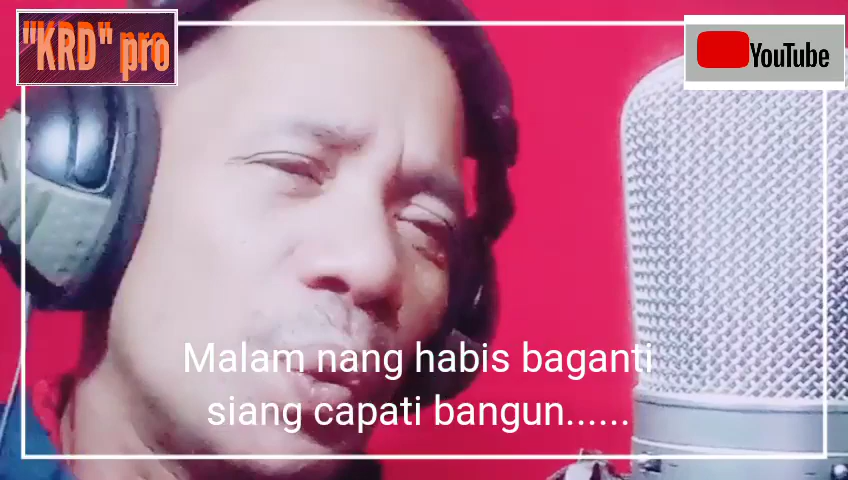 "KRD" pro
YouTube
Malam nang habis baganti
siang capati bangun......